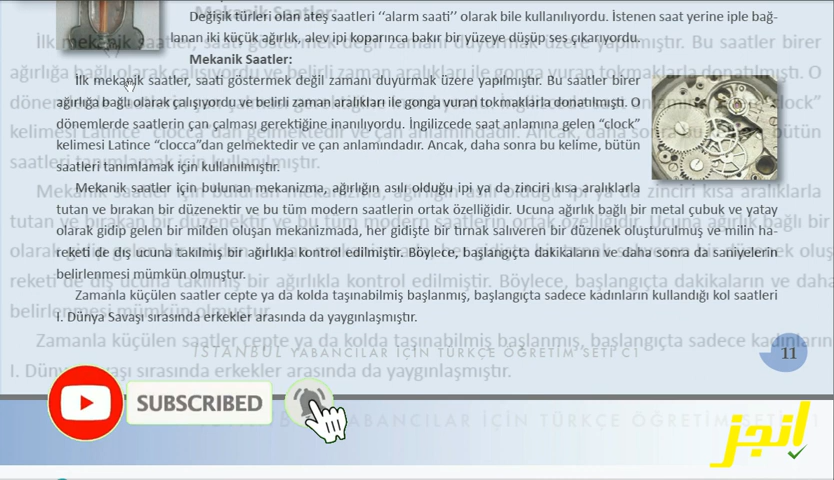 Değişik türleri olan ateş saatleri ‘‘alarm saati’’ olarak bile kullanılıyordu. İstenen saat yerine iple bağ-
lanan iki küçük ağırlık, alev ipi koparınca bakır bir yüzeye düşüp ses çıkarıyordu.
Mekanik Saatler:
İlk mekanik saatler, saati göstermek değil zamanı duyurmak üzere yapılmıştır. Bu saatler birer
ağırlığa bağlı olarak çalışıyordu ve belirli zaman aralıkları ile gonga vuran tokmaklarla donatılmıştı. O
dönemlerde saatlerin çan çalması gerektiğine inanılıyordu. İngilizcede saat anlamına gelen “clock”
kelimesi Latince “clocca”dan gelmektedir ve çan anlamındadır. Ancak, daha sonra bu kelime, bütün
saatleri tanımlamak için kullanılmıştır.
Mekanik saatler için bulunan mekanizma, ağırlığın asılı olduğu ipi ya da zinciri kısa aralıklarla
tutan ve bırakan bir düzenektir ve bu tüm modern saatlerin ortak özelliğidir. Ucuna ağırlık bağlı bir metal çubuk ve yatay
olarak gidip gelen bir milden oluşan mekanizmada, her gidişte bir tırnak salıveren bir düzenek oluşturulmuş ve milin ha-
reketi de dış ucuna takılmış bir ağırlıkla kontrol edilmiştir. Böylece, başlangıçta dakikaların ve daha sonra da saniyelerin
belirlenmesi mümkün olmuştur.
Zamanla küçülen saatler cepte ya da kolda taşınabilmiş başlanmış, başlangıçta sadece kadınların kullandığı kol saatleri
I. Dünya Savaşı sırasında erkekler arasında da yaygınlaşmıştır.
İSTANBUL YABANCILAR İÇİN TÜRKÇE ÖĞRETİM SETİ C1
11
SUBSCRIBED
انجز